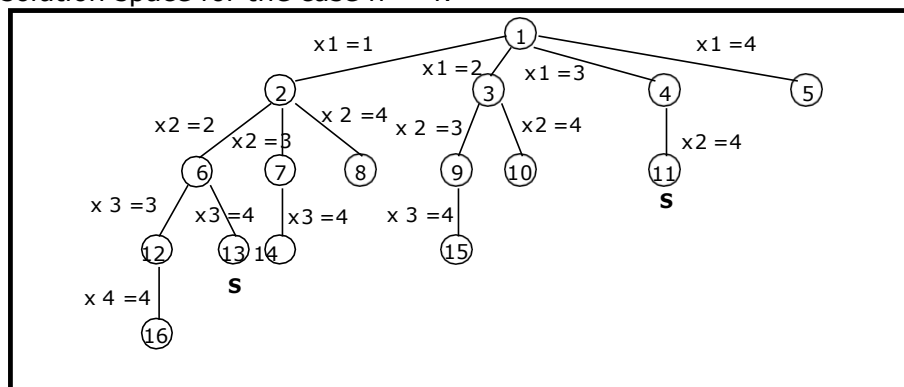 solution space for the case n = 4.
1
x1 =1
x1 =2
x1 =3
x1 =4
2
3
4
5
x2 =2
x2 =3
x 2 =4
x 2 =3
x2 =4
x2 =4
6
7
8
9
10
11
S
x 3 =3
x3 =4
x3 =4
x 3 =4
12
13
14
15
S
x 4 =4
16